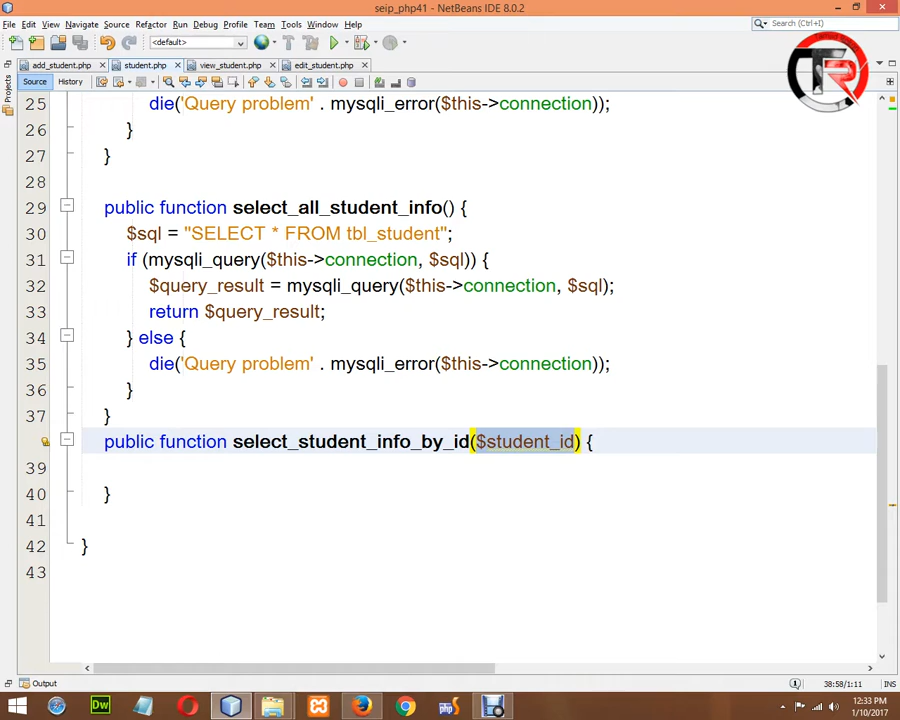 seip_php41 - NetBeans IDE 8.0.2
File Edit View Navigate Source Refactor Run Debug Profile Team Tools Window Help
Search (Ctrl+I)
<default>
add_student.php student.php view_student.php edit_student.php
Source History
Projects
TR
25 die('Query problem' . mysqli_error($this->connection));
26 }
27 }
28
29 public function select_all_student_info() {
30 $sql = "SELECT * FROM tbl_student";
31 if (mysqli_query($this->connection, $sql)) {
32 $query_result = mysqli_query($this->connection, $sql);
33 return $query_result;
34 } else {
35 die('Query problem' . mysqli_error($this->connection));
36 }
37 }
public function select_student_info_by_id($student_id) {
39
40 }
41
42 }
43
Output
38:58/1:11 INS
Dw
12:33 PM
1/10/2017